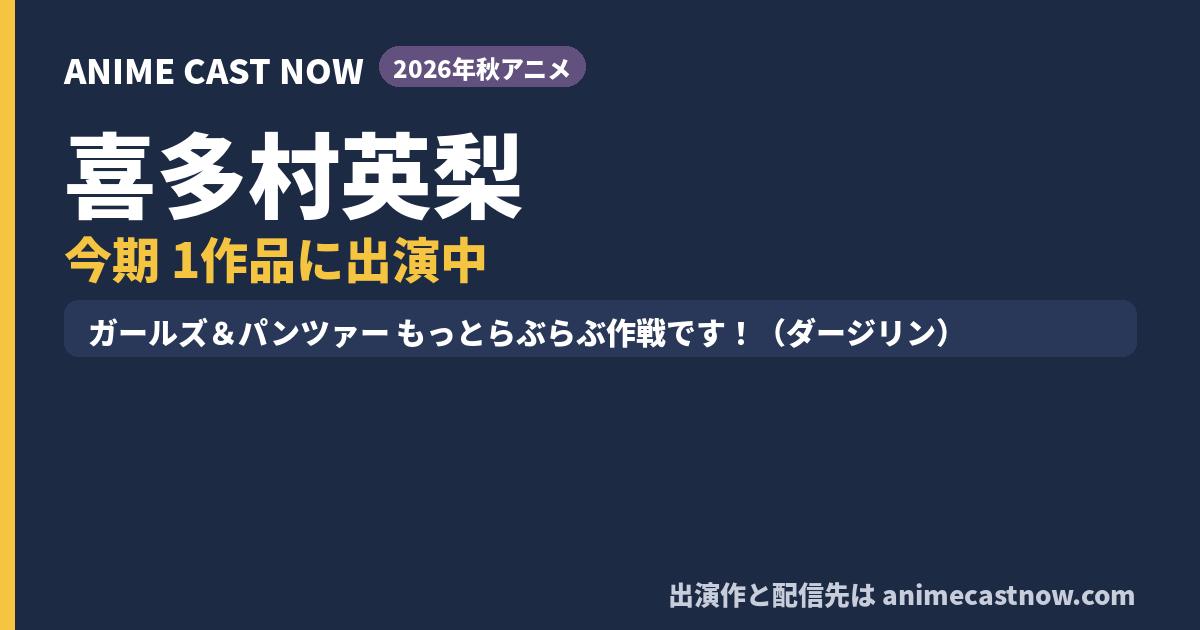 ANIME CAST NOW 2026年秋アニメ
喜多村英梨
今期 1作品に出演中
ガールズ＆パンツァー もっとらぶらぶ作戦です！（ダージリン）
出演作と配信先は animecastnow.com